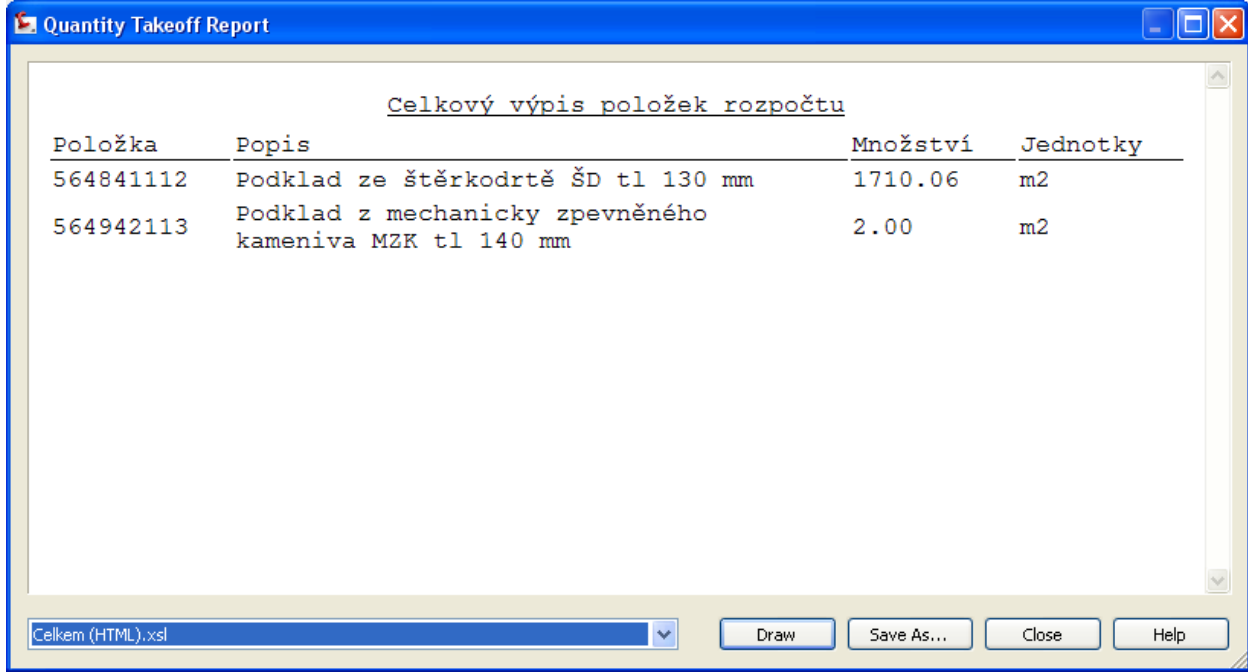 Quantity Takeoff Report
Celkový výpis položek rozpočtu
Položka Popis Množství Jednotky
564841112 Podklad ze štěrkodrtě ŠD tl 130 mm 1710.06 m2
564942113 Podklad z mechanicky zpevněného
kameniva MZK tl 140 mm 2.00 m2
Celkem (HTML).xsl Draw Save As... Close Help